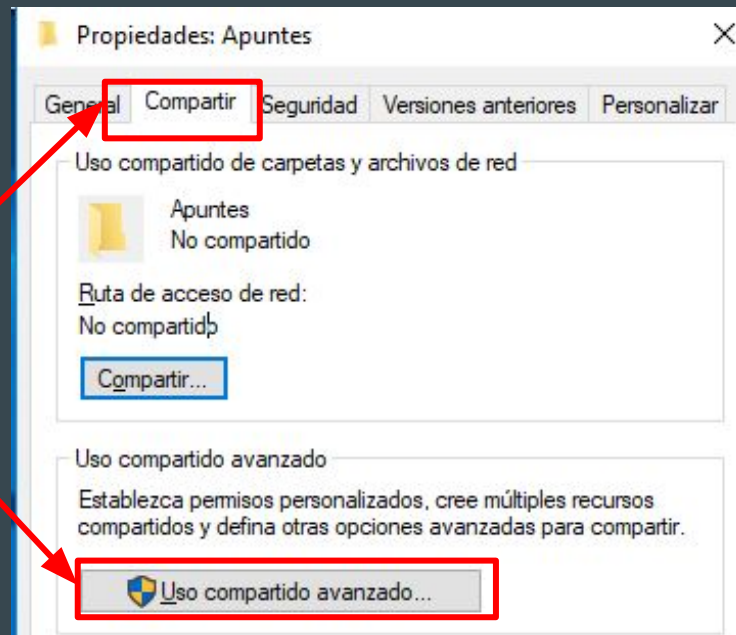 Propiedades: Apuntes
General Compartir Seguridad Versiones anteriores Personalizar
Uso compartido de carpetas y archivos de red
Apuntes
No compartido
Ruta de acceso de red:
No compartido
Compartir...
Uso compartido avanzado
Establezca permisos personalizados, cree múltiples recursos
compartidos y defina otras opciones avanzadas para compartir.
Uso compartido avanzado...